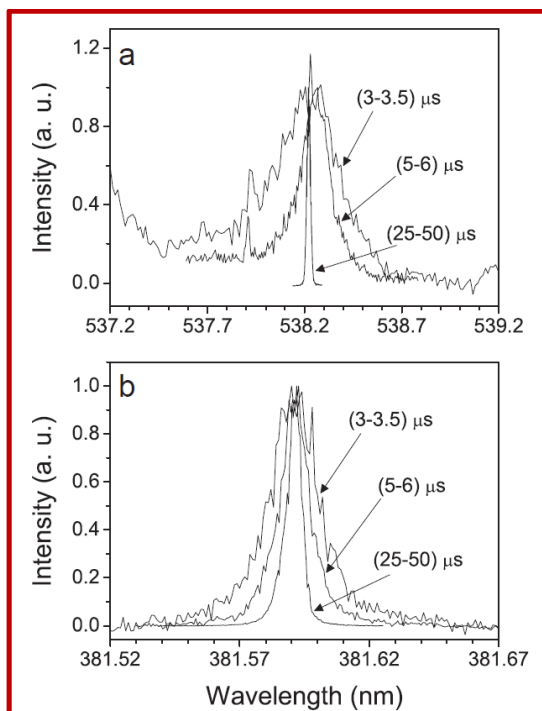 a
1.2
0.8
0.4
0.0
Intensity (a. u.)
(3-3.5) μs
(5-6) μs
(25-50) μs
537.2 537.7 538.2 538.7 539.2
b
1.0
0.8
0.6
0.4
0.2
0.0
Intensity (a. u.)
(3-3.5) μs
(5-6) μs
(25-50) μs
381.52 381.57 381.62 381.67
Wavelength (nm)